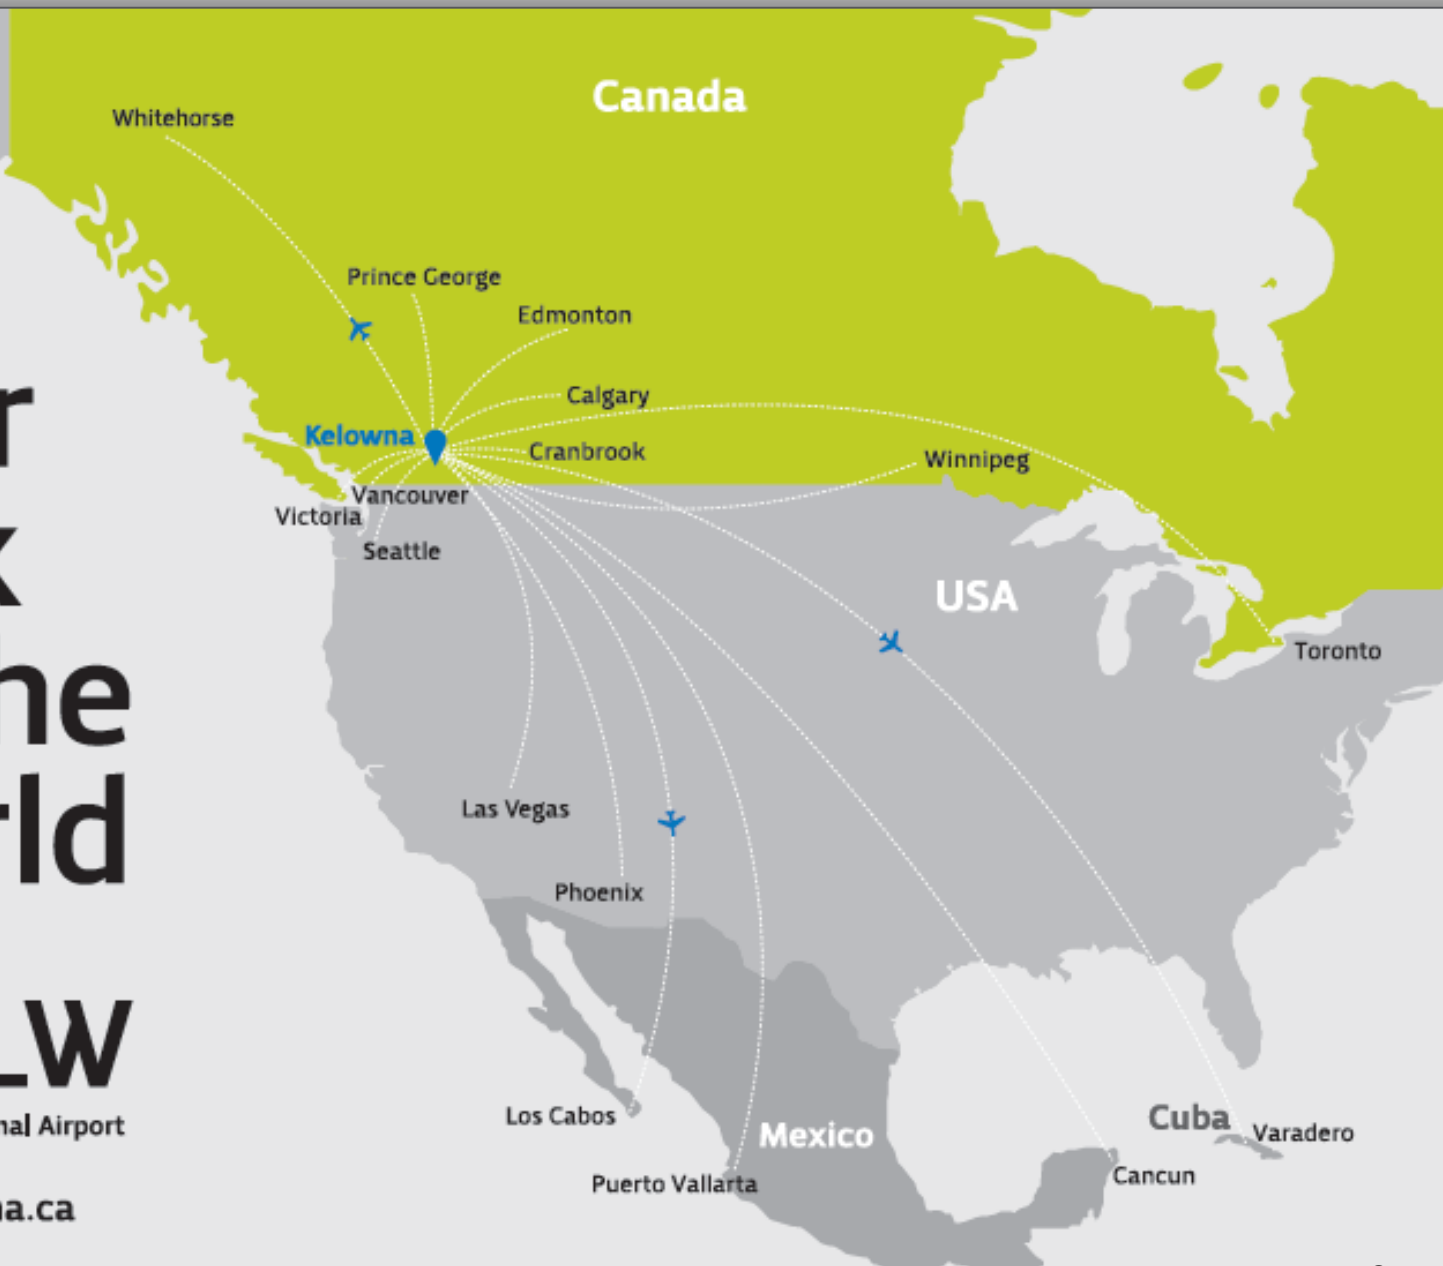 Canada
Whitehorse
Prince George
Edmonton
Calgary
Kelowna
Cranbrook
Winnipeg
Vancouver
Victoria
Seattle
USA
Toronto
Las Vegas
Phoenix
Los Cabos
Mexico
Puerto Vallarta
Cuba
Varadero
Cancun
r
k
he
rld
LW
nal Airport
na.ca